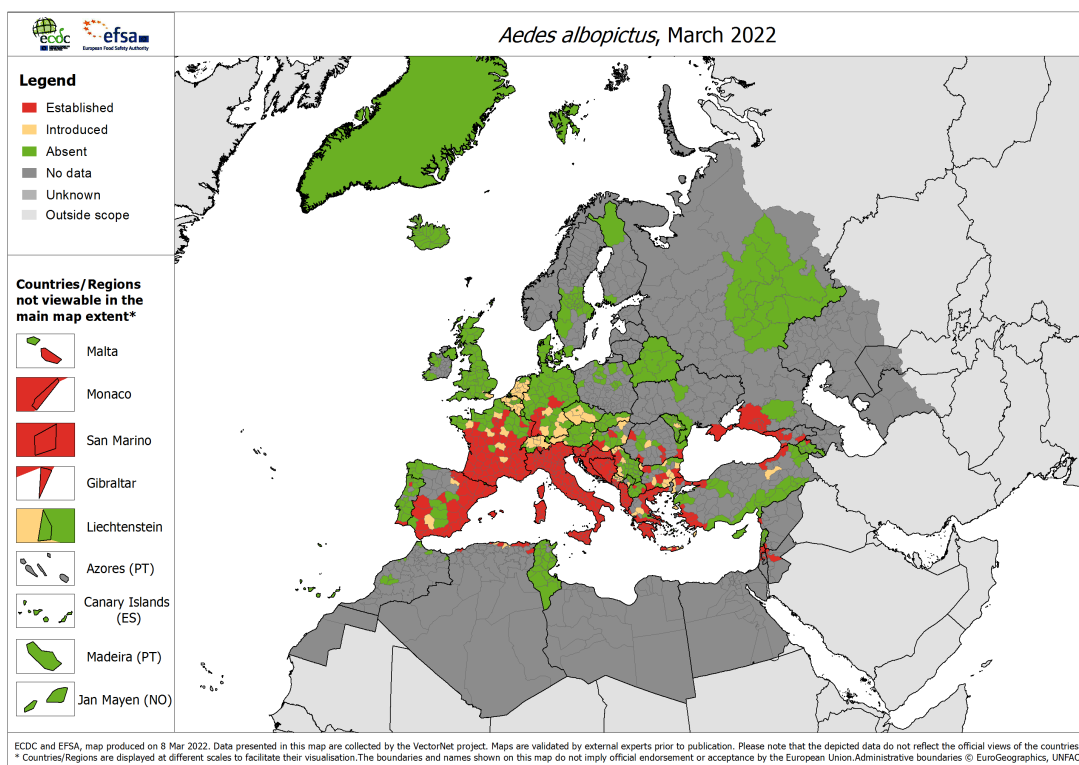 ecdc
efsa
European Food Safety Authority
Aedes albopictus, March 2022
Legend
Established
Introduced
Absent
No data
Unknown
Outside scope
Countries/Regions
not viewable in the
main map extent*
Malta
Monaco
San Marino
Gibraltar
Liechtenstein
Azores (PT)
Canary Islands
(ES)
Madeira (PT)
Jan Mayen (NO)
ECDC and EFSA, map produced on 8 Mar 2022. Data presented in this map are collected by the VectorNet project. Maps are validated by external experts prior to publication. Please note that the depicted data do not reflect the official views of the countries
* Countries/Regions are displayed at different scales to facilitate their visualisation.The boundaries and names shown on this map do not imply official endorsement or acceptance by the European Union.Administrative boundaries © EuroGeographics, UNFAO